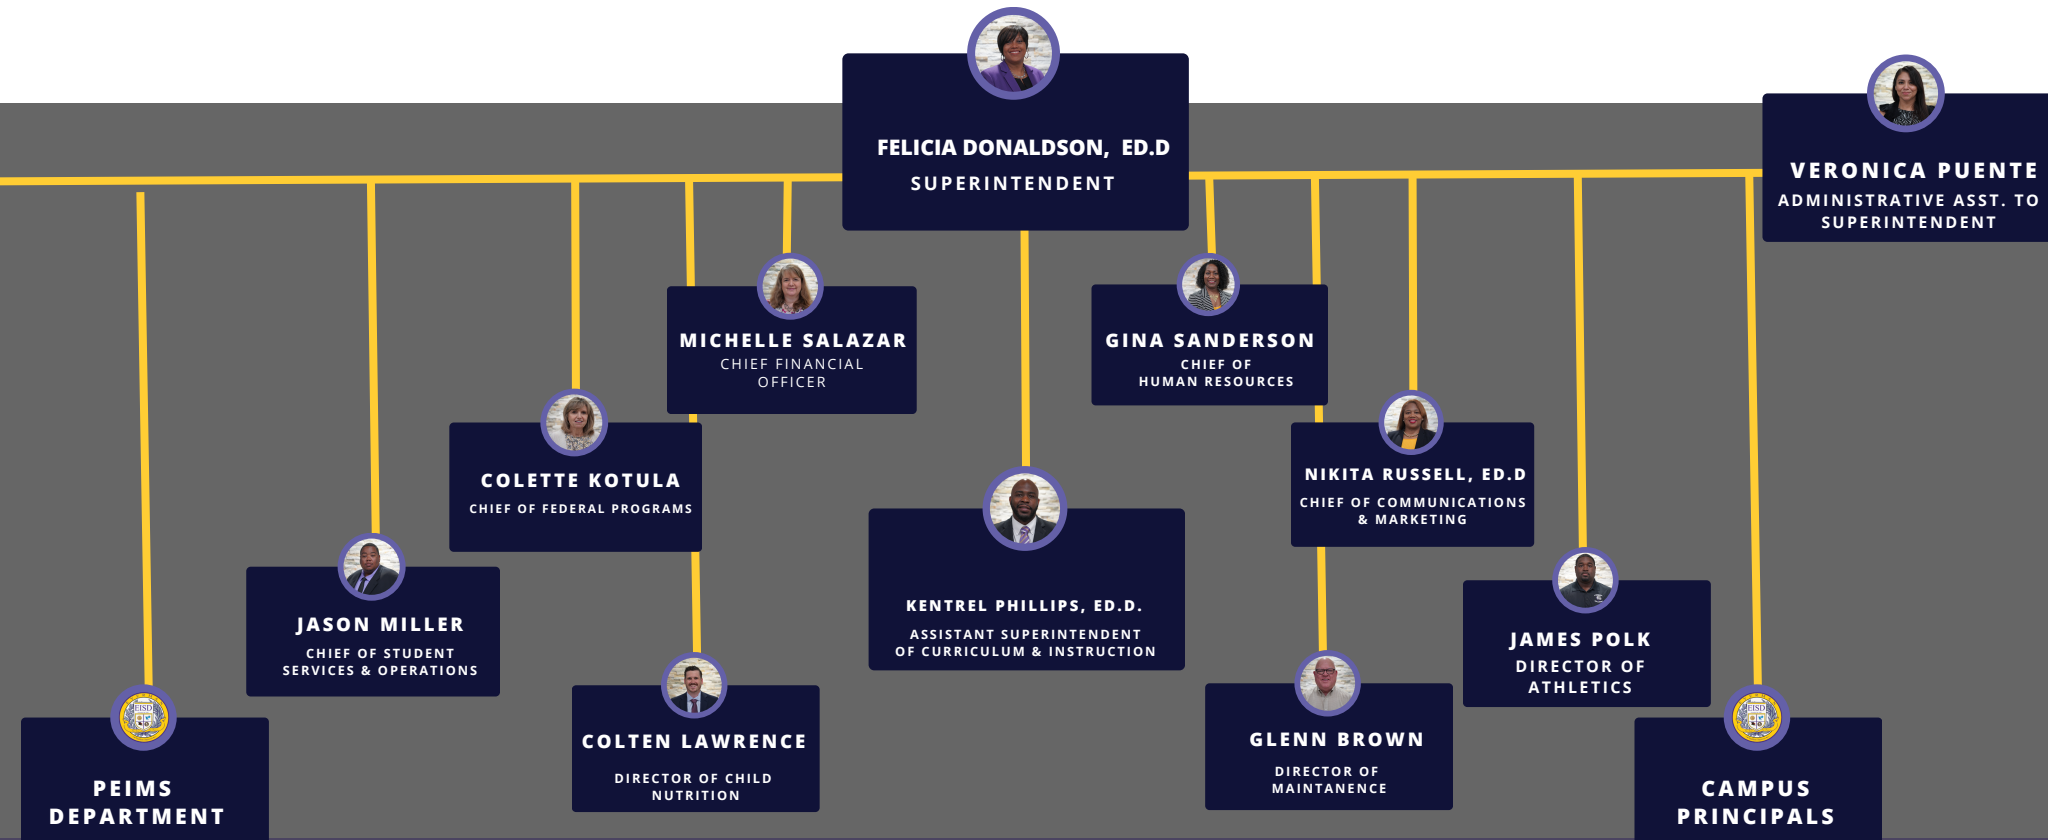 FELICIA DONALDSON, ED.D
SUPERINTENDENT
VERONICA PUENTE
ADMINISTRATIVE ASST. TO
SUPERINTENDENT
MICHELLE SALAZAR
CHIEF FINANCIAL
OFFICER
GINA SANDERSON
CHIEF OF
HUMAN RESOURCES
COLETTE KOTULA
CHIEF OF FEDERAL PROGRAMS
NIKITA RUSSELL, ED.D
CHIEF OF COMMUNICATIONS
& MARKETING
KENTREL PHILLIPS, ED.D.
ASSISTANT SUPERINTENDENT
OF CURRICULUM & INSTRUCTION
JASON MILLER
CHIEF OF STUDENT
SERVICES & OPERATIONS
JAMES POLK
DIRECTOR OF
ATHLETICS
COLTEN LAWRENCE
DIRECTOR OF CHILD
NUTRITION
GLENN BROWN
DIRECTOR OF
MAINTANENCE
EISD
PEIMS
DEPARTMENT
EISD
CAMPUS
PRINCIPALS